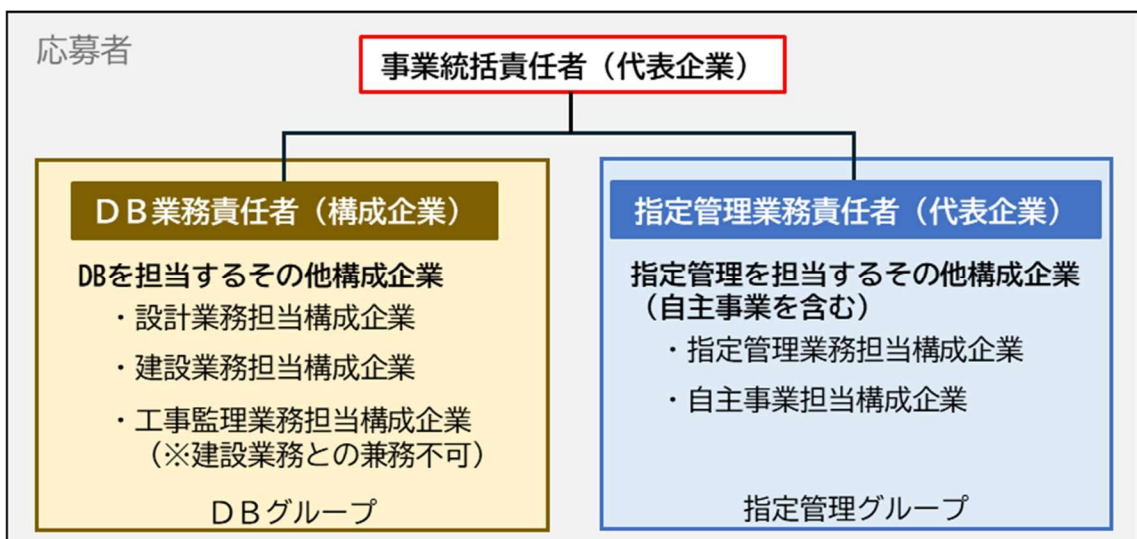 応募者
事業統括責任者（代表企業）
ＤＢ業務責任者（構成企業）
DBを担当するその他構成企業
・設計業務担当構成企業
・建設業務担当構成企業
・工事監理業務担当構成企業
（※建設業務との兼務不可）
ＤＢグループ
指定管理業務責任者（代表企業）
指定管理を担当するその他構成企業
（自主事業を含む）
・指定管理業務担当構成企業
・自主事業担当構成企業
指定管理グループ